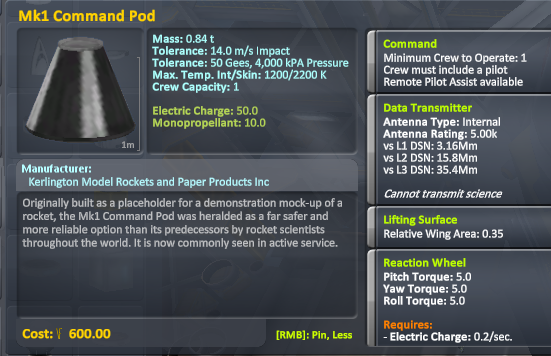 Mk1 Command Pod
Mass: 0.84 t
Tolerance: 14.0 m/s Impact
Tolerance: 50 Gees, 4,000 kPA Pressure
Max. Temp. Int/Skin: 1200/2200 K
Crew Capacity: 1
Electric Charge: 50.0
Monopropellant: 10.0
1m
Manufacturer:
Kerlington Model Rockets and Paper Products Inc
Originally built as a placeholder for a demonstration mock-up of a
rocket, the Mk1 Command Pod was heralded as a far safer and
more reliable option than its predecessors by rocket scientists
throughout the world. It is now commonly seen in active service.
Cost: 600.00
[RMB]: Pin, Less
Command
Minimum Crew to Operate: 1
Crew must include a pilot
Remote Pilot Assist available
Data Transmitter
Antenna Type: Internal
Antenna Rating: 5.00k
vs L1 DSN: 3.16Mm
vs L2 DSN: 15.8Mm
vs L3 DSN: 35.4Mm
Cannot transmit science
Lifting Surface
Relative Wing Area: 0.35
Reaction Wheel
Pitch Torque: 5.0
Yaw Torque: 5.0
Roll Torque: 5.0
Requires:
- Electric Charge: 0.2/sec.